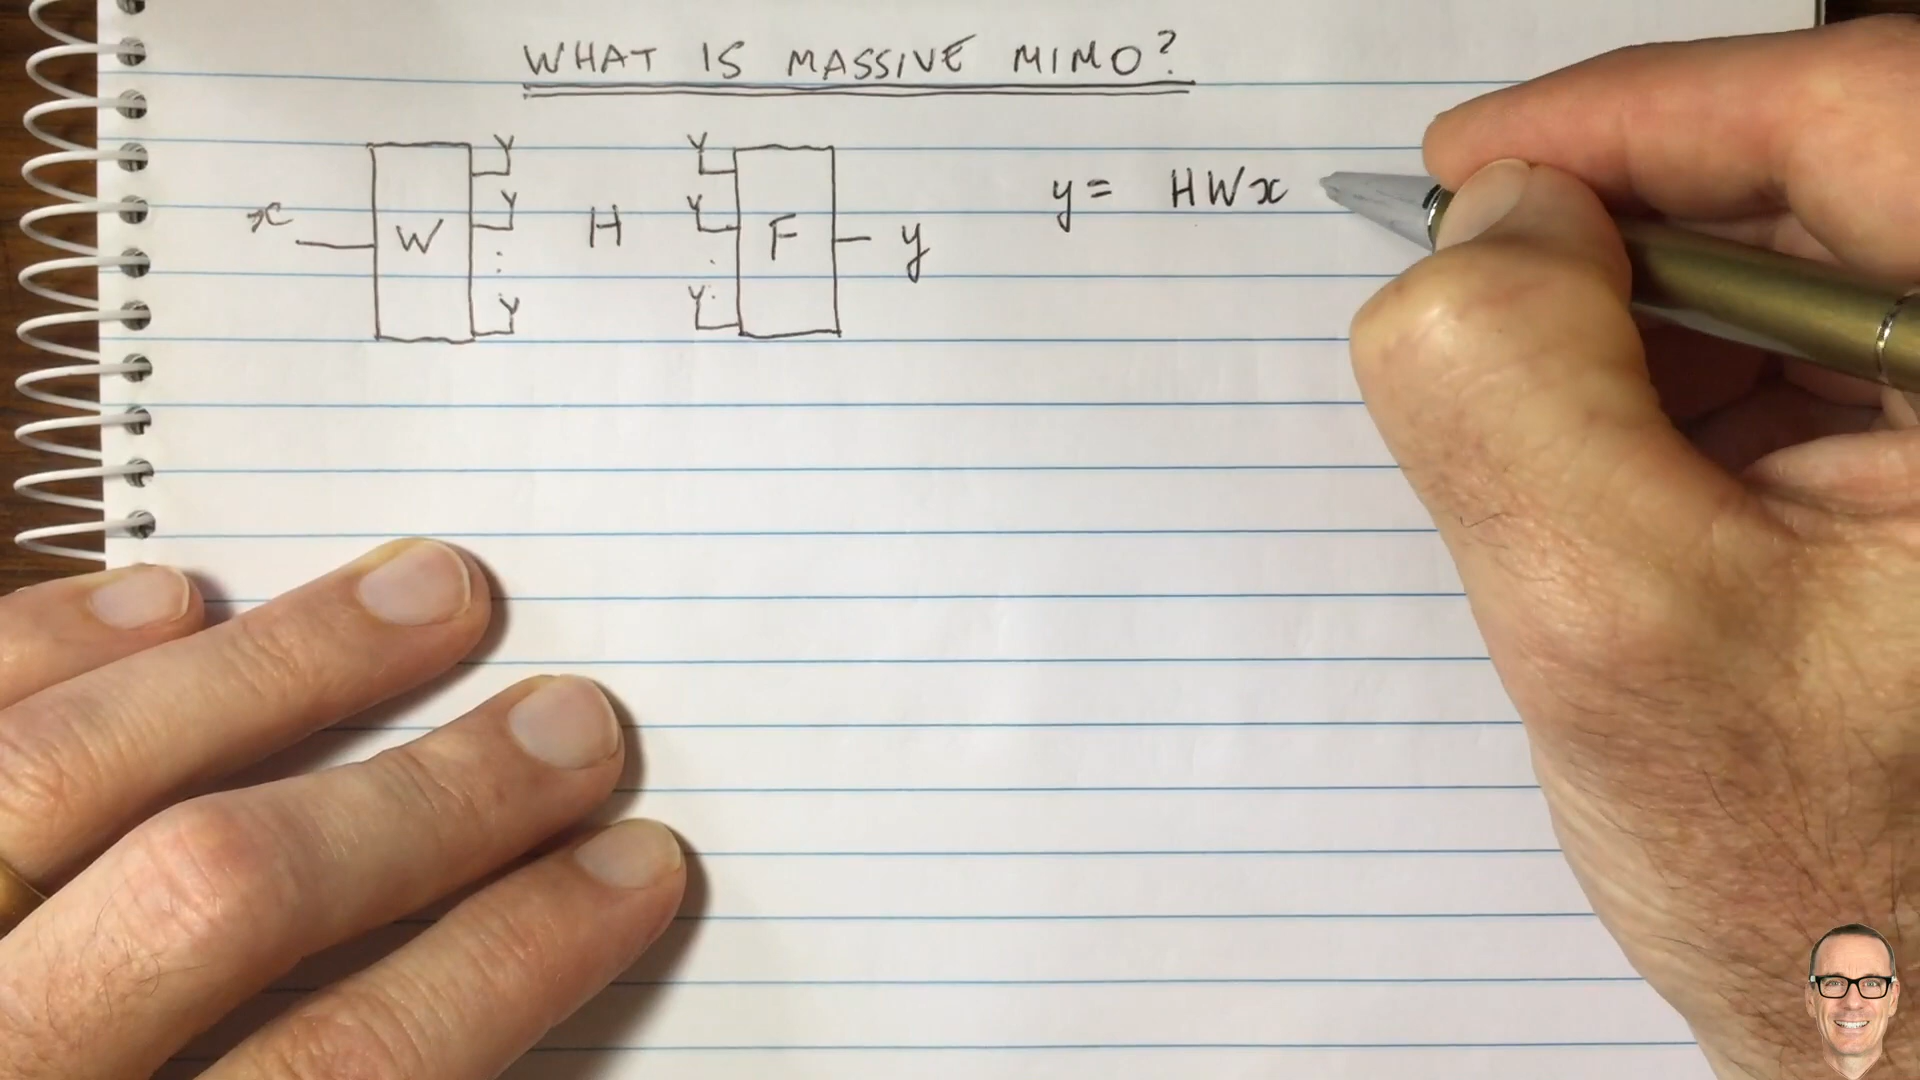 WHAT IS MASSIVE MIMO?
x W H F y
y = HWx